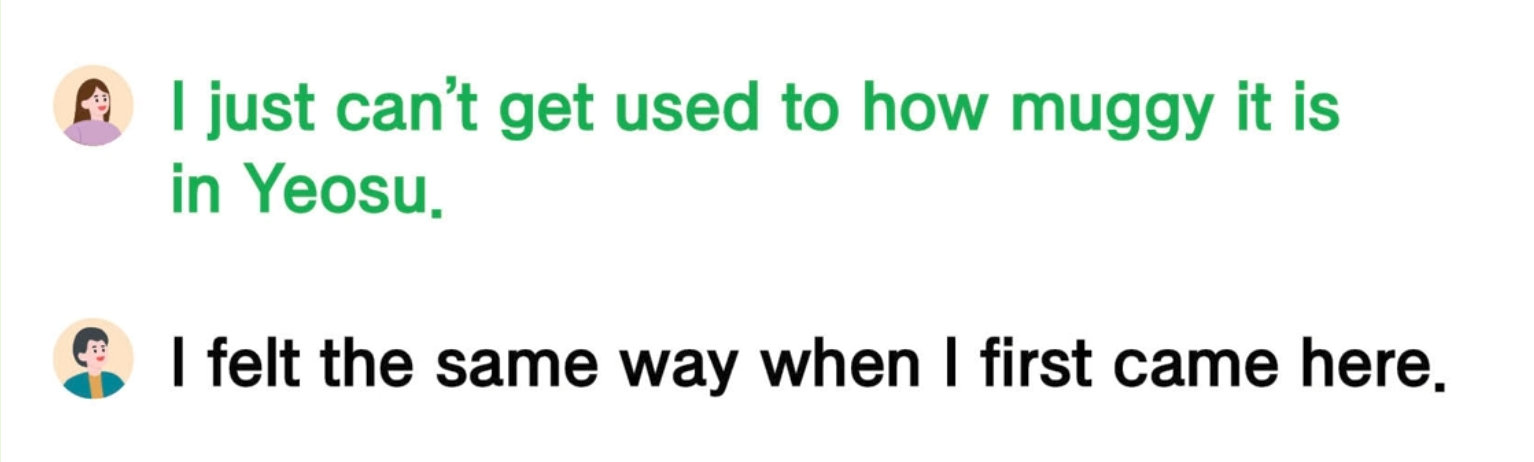 I just can’t get used to how muggy it is
in Yeosu.
I felt the same way when I first came here.